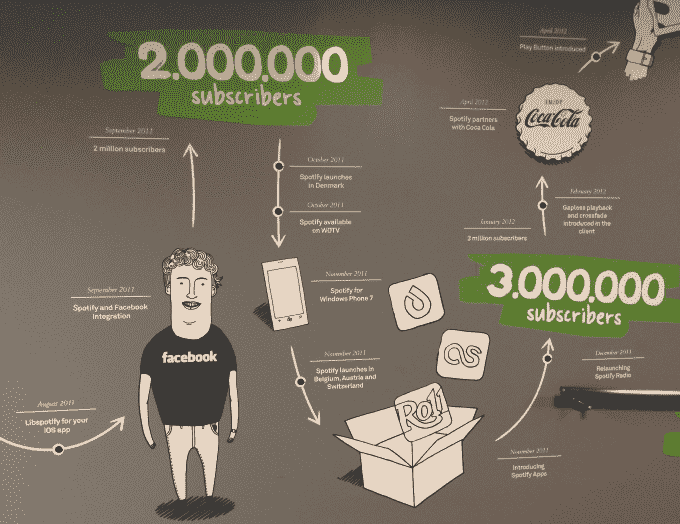 April 2012
Play Button introduced
2.000.000
subscribers
September 2011
2 million subscribers
October 2011
Spotify launches
in Denmark
October 2011
Spotify available
on WDTV
April 2012
Spotify partners
with Coca Cola
ENJOY
Coca-Cola
February 2012
Gapless playback
and crossfade
introduced in the
client
January 2012
3 million subscribers
3.000.000
subscribers
September 2011
Spotify and Facebook
Integration
facebook
November 2011
Spotify for
Windows Phone 7
November 2011
Spotify launches in
Belgium, Austria and
Switzerland
December 2011
Relaunching
Spotify Radio
August 2011
Libspotify for your
iOS app
as
November 2011
Introducing
Spotify Apps